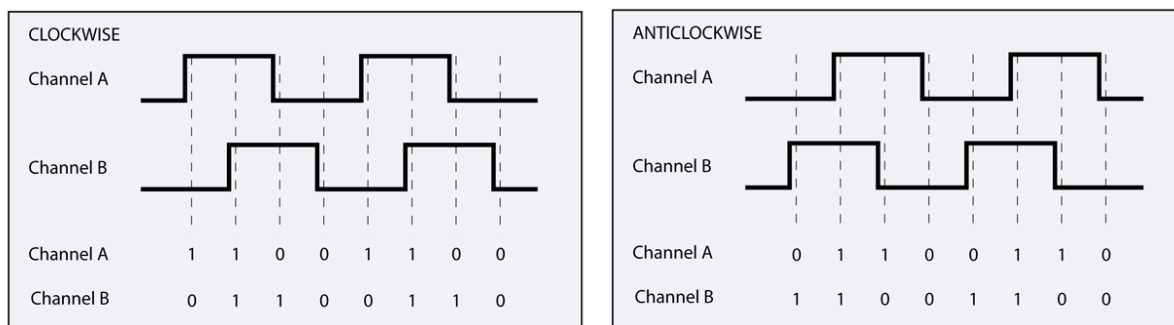 CLOCKWISE
Channel A
Channel B
Channel A 1 1 0 0 1 1 0 0
Channel B 0 1 1 0 0 1 1 0
ANTICLOCKWISE
Channel A
Channel B
Channel A 0 1 1 0 0 1 1 0
Channel B 1 1 0 0 1 1 0 0